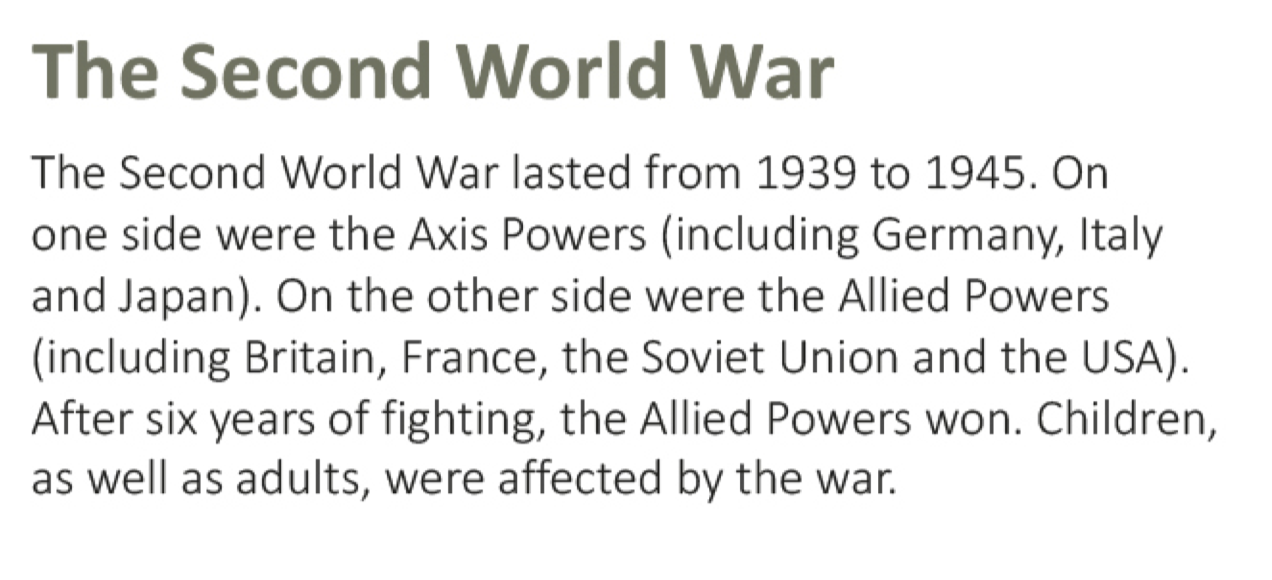 The Second World War
The Second World War lasted from 1939 to 1945. On
one side were the Axis Powers (including Germany, Italy
and Japan). On the other side were the Allied Powers
(including Britain, France, the Soviet Union and the USA).
After six years of fighting, the Allied Powers won. Children,
as well as adults, were affected by the war.